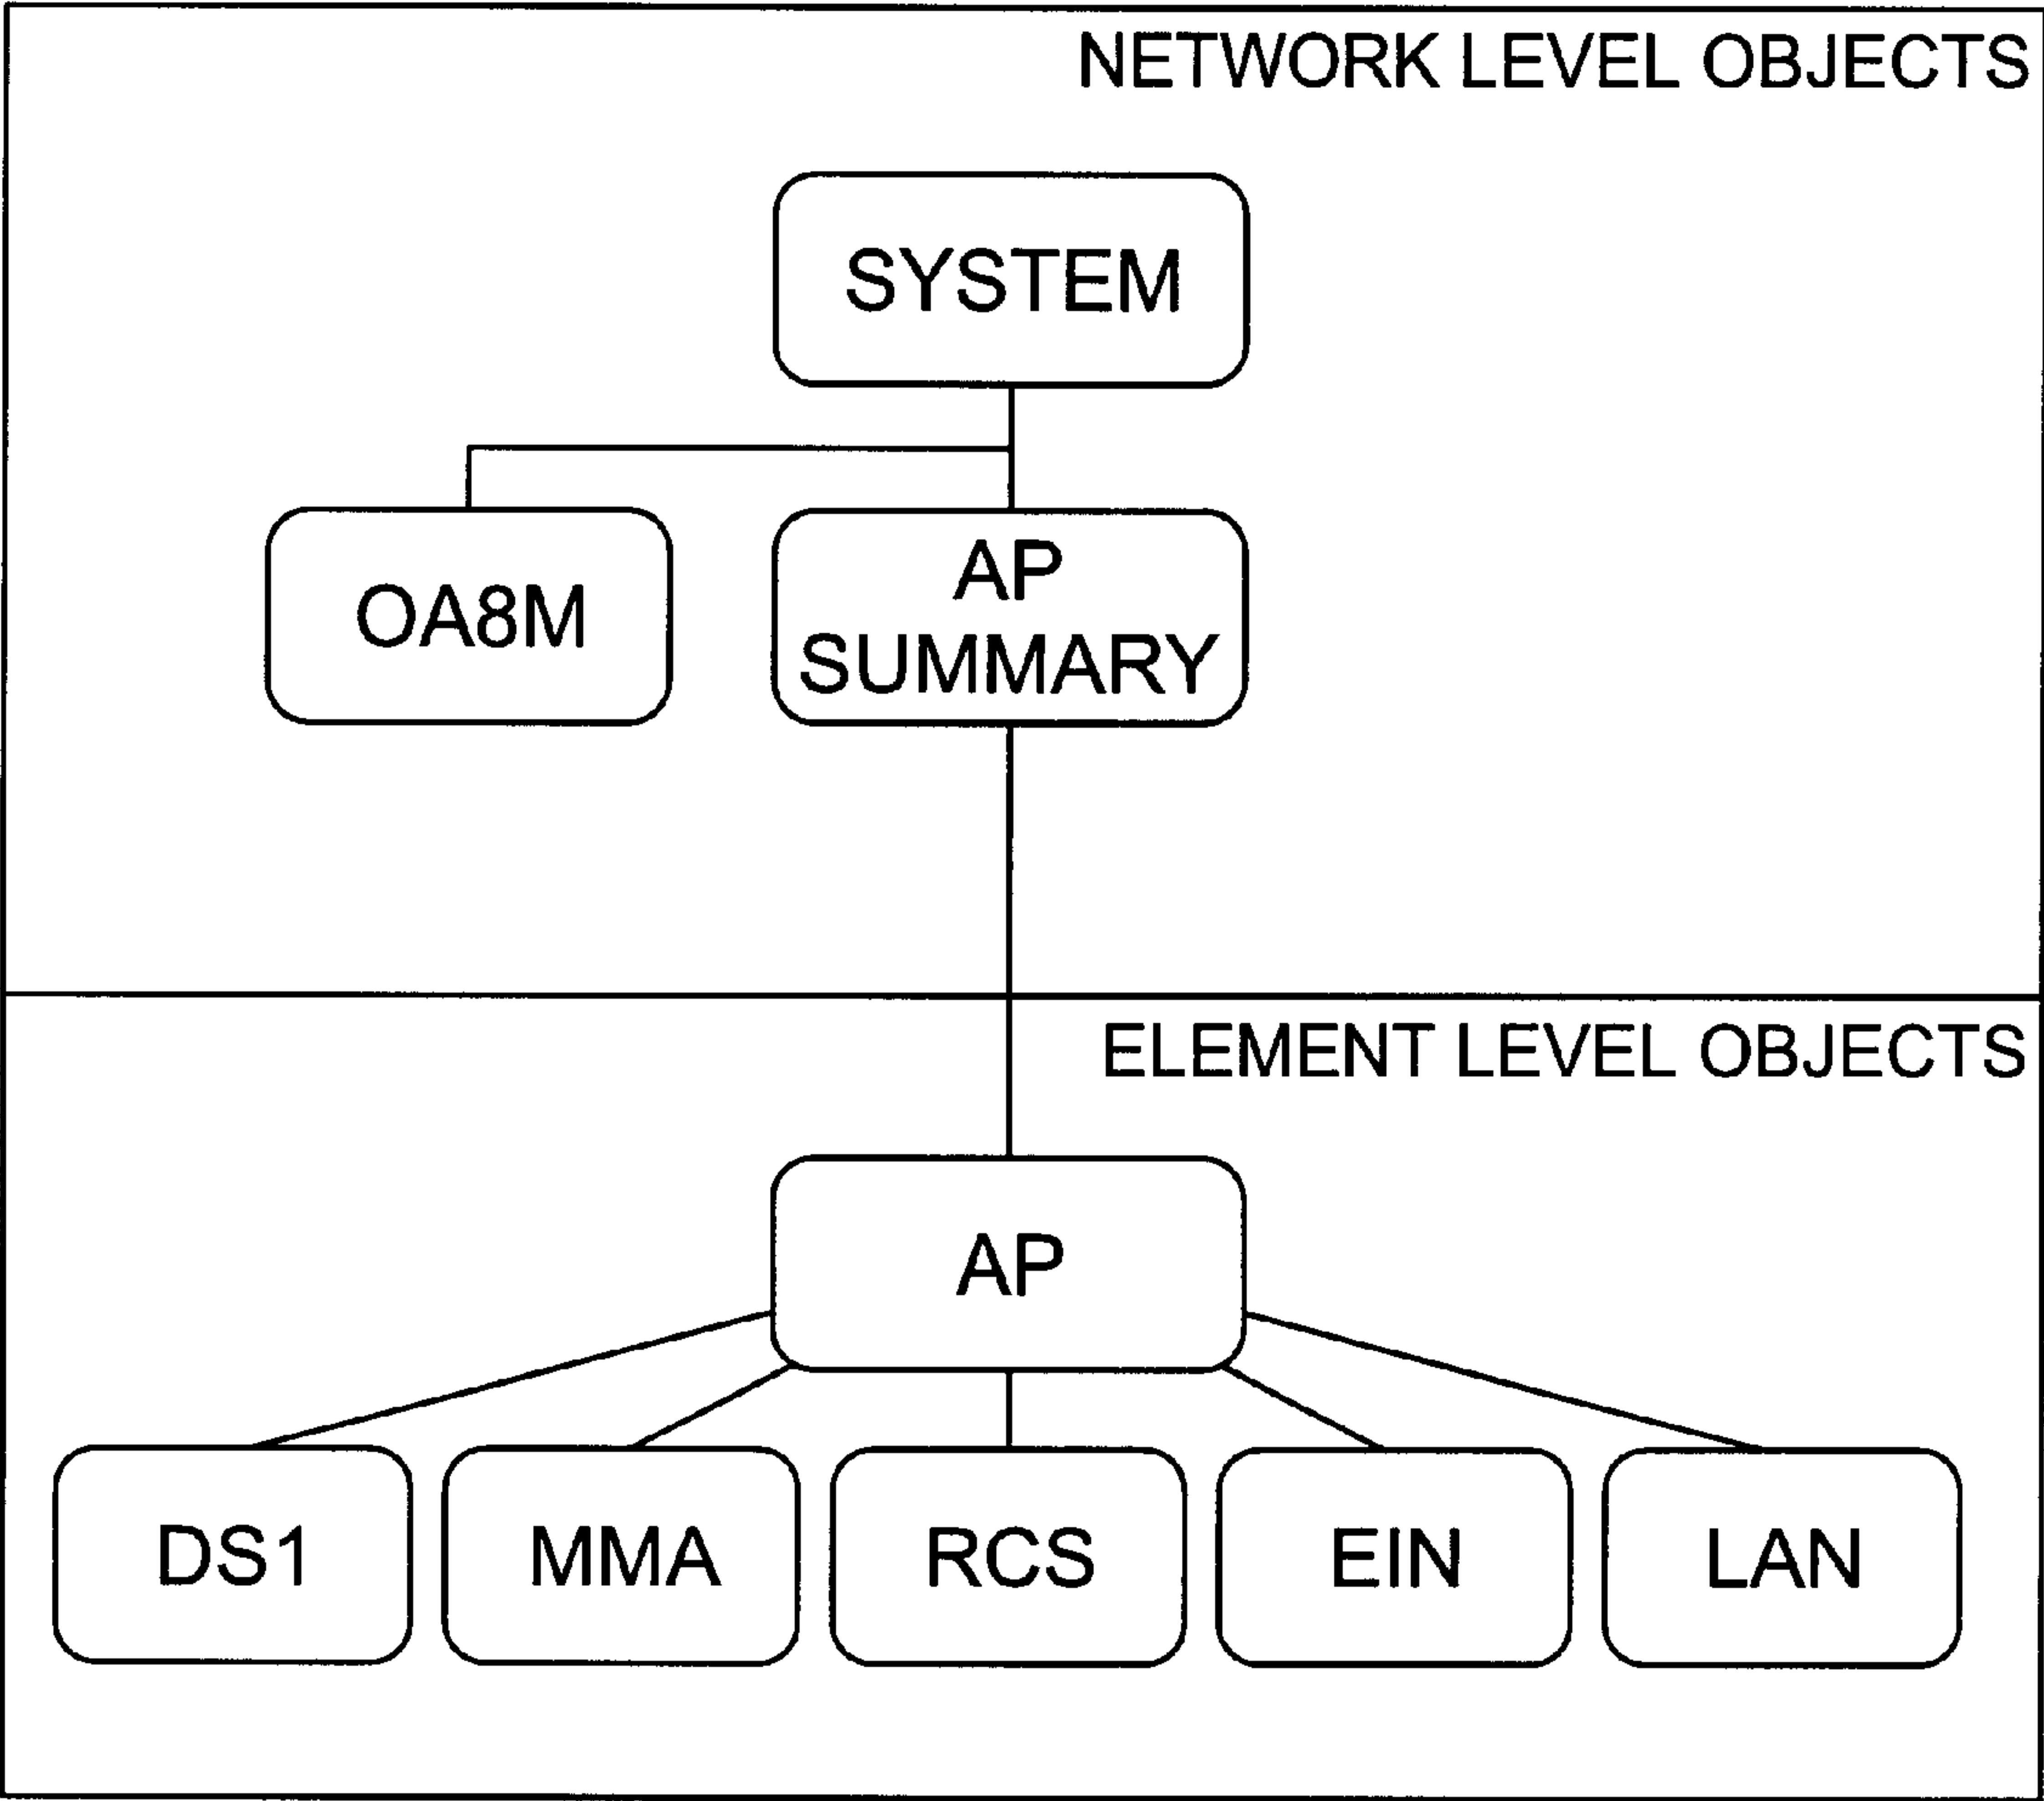 NETWORK LEVEL OBJECTS
SYSTEM
OA8M
AP
SUMMARY
ELEMENT LEVEL OBJECTS
AP
DS1
MMA
RCS
EIN
LAN